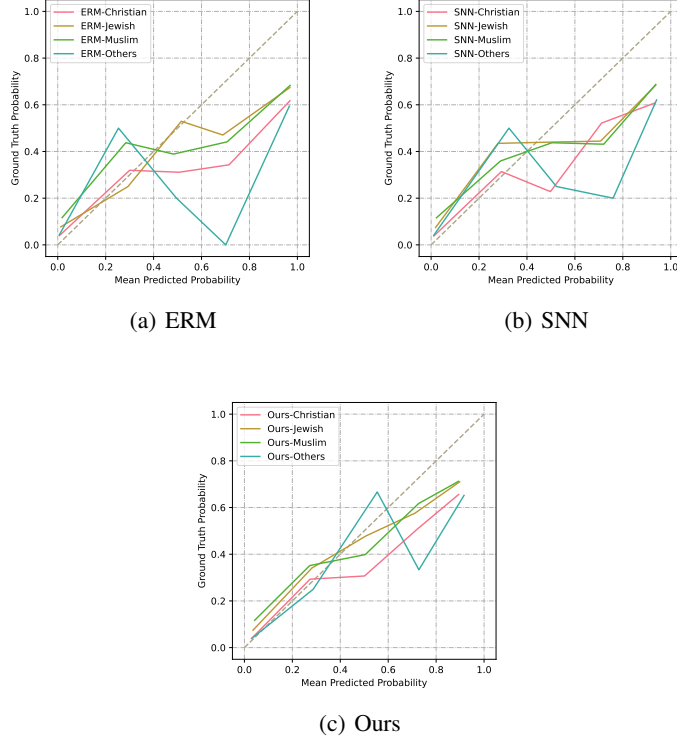 ERM-Christian
ERM-Jewish
ERM-Muslim
ERM-Others
1.0
0.8
0.6
0.4
0.2
0.0
Ground Truth Probability
0.0 0.2 0.4 0.6 0.8 1.0
Mean Predicted Probability
(a) ERM
SNN-Christian
SNN-Jewish
SNN-Muslim
SNN-Others
1.0
0.8
0.6
0.4
0.2
0.0
Ground Truth Probability
0.0 0.2 0.4 0.6 0.8 1.0
Mean Predicted Probability
(b) SNN
Ours-Christian
Ours-Jewish
Ours-Muslim
Ours-Others
1.0
0.8
0.6
0.4
0.2
0.0
Ground Truth Probability
0.0 0.2 0.4 0.6 0.8 1.0
Mean Predicted Probability
(c) Ours